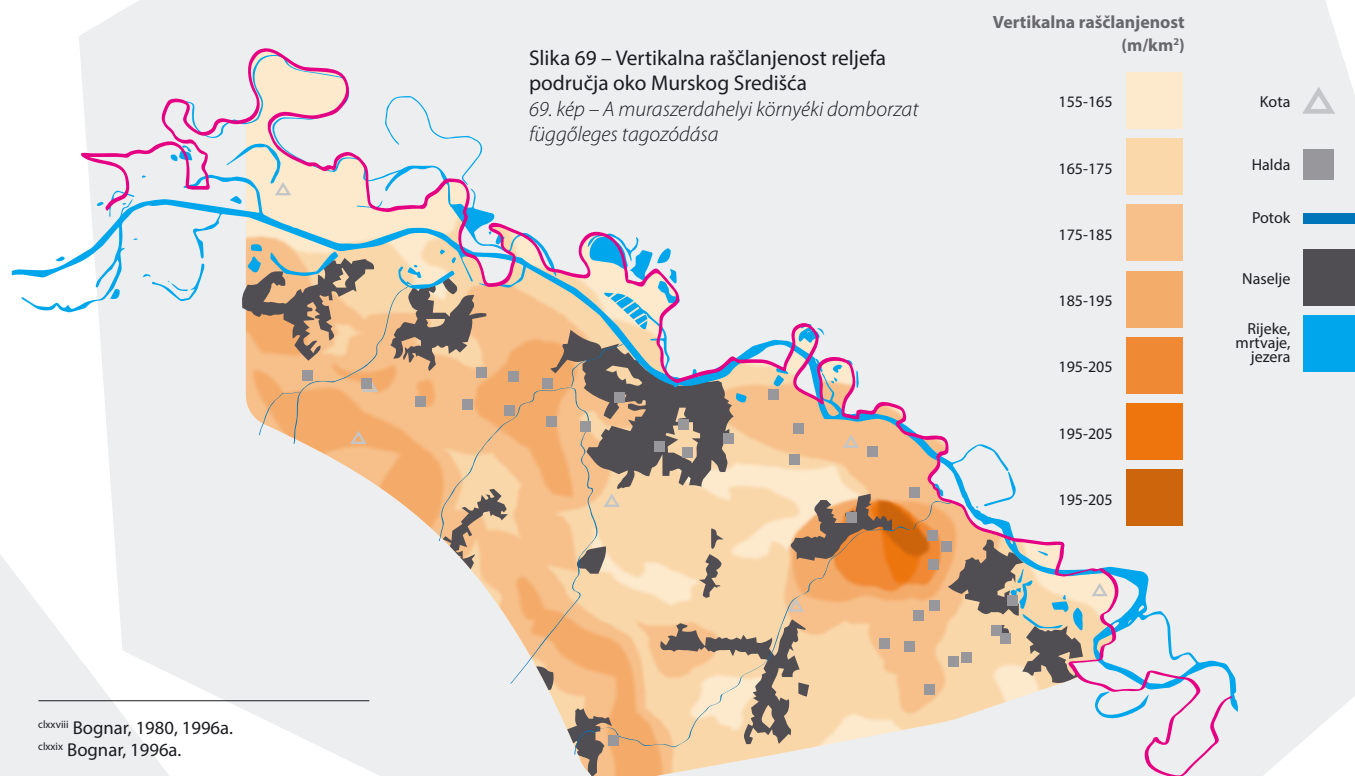 Slika 69 – Vertikalna raščlanjenost reljefa
područja oko Murskog Središća
69. kép – A muraszerdahelyi környéki domborzat
függőleges tagozódása
Vertikalna raščlanjenost
(m/km²)
155-165
165-175
175-185
185-195
195-205
195-205
195-205
Kota
Halda
Potok
Naselje
Rijeke,
mrtvaje,
jezera
clxxviii Bognar, 1980, 1996a.
clxxix Bognar, 1996a.